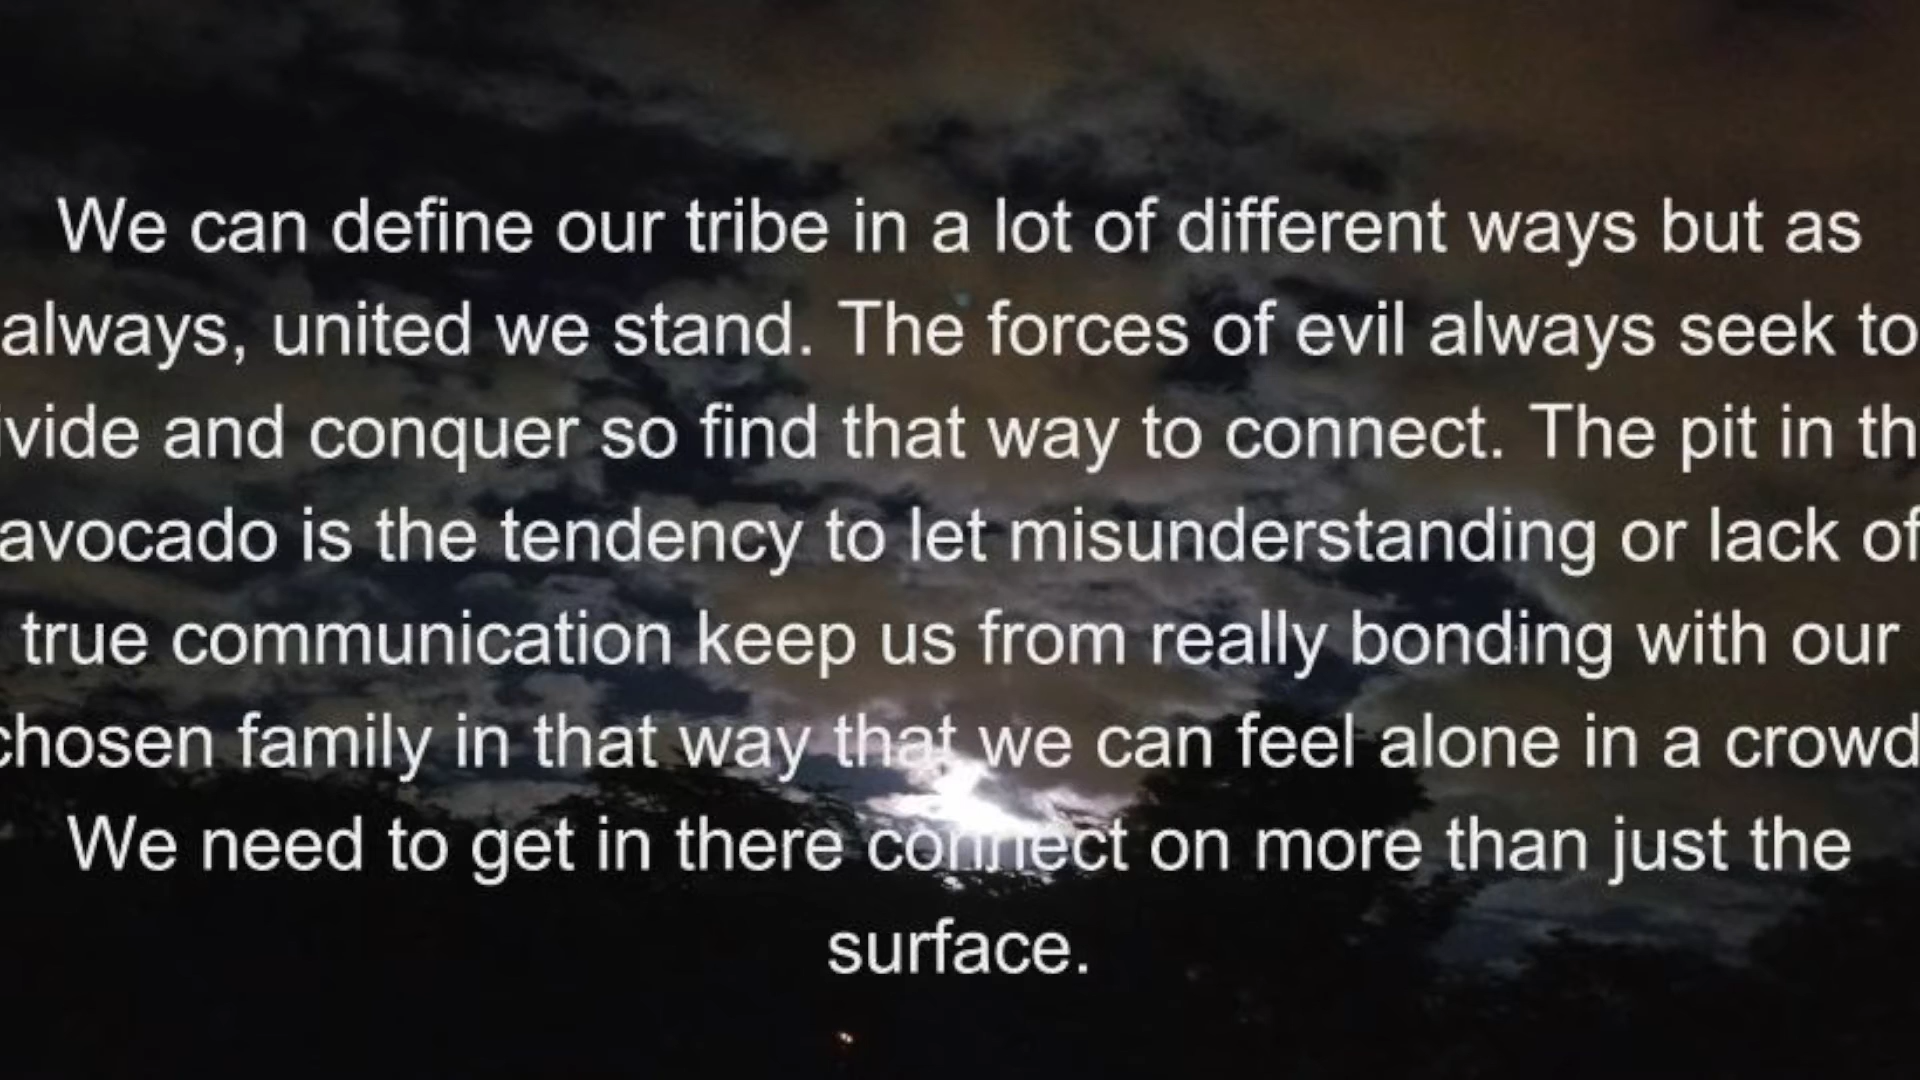 We can define our tribe in a lot of different ways but as
always, united we stand. The forces of evil always seek to
ivide and conquer so find that way to connect. The pit in th
avocado is the tendency to let misunderstanding or lack of
true communication keep us from really bonding with our
chosen family in that way that we can feel alone in a crowd
We need to get in there connect on more than just the
surface.